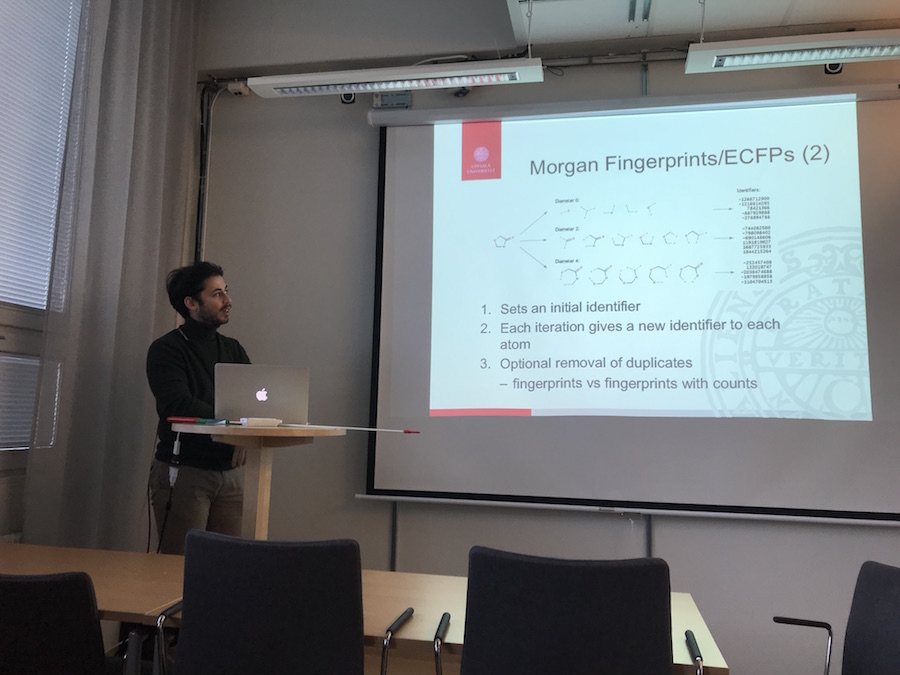 UPPSALA
UNIVERSITET
Morgan Fingerprints/ECFPs (2)
Identifiers:
Diameter 0:
Diameter 2:
Diameter 4:
1. Sets an initial identifier
2. Each iteration gives a new identifier to each
atom
3. Optional removal of duplicates
– fingerprints vs fingerprints with counts